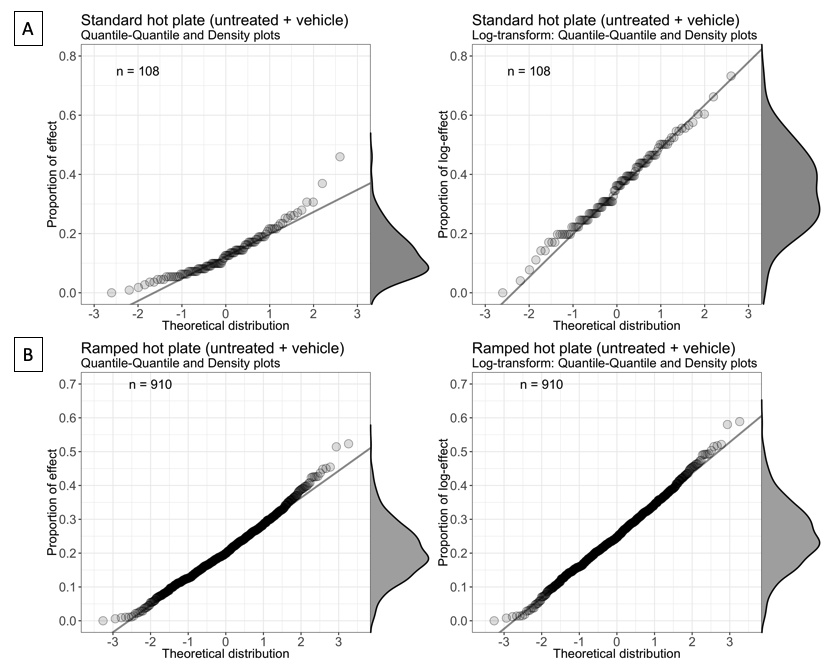 A
Standard hot plate (untreated + vehicle)
Quantile-Quantile and Density plots
n = 108
Proportion of effect
0.8
0.6
0.4
0.2
0.0
-3 -2 -1 0 1 2 3
Theoretical distribution
Standard hot plate (untreated + vehicle)
Log-transform: Quantile-Quantile and Density plots
n = 108
Proportion of log-effect
0.8
0.6
0.4
0.2
0.0
-3 -2 -1 0 1 2 3
Theoretical distribution
B
Ramped hot plate (untreated + vehicle)
Quantile-Quantile and Density plots
n = 910
Proportion of effect
0.7
0.6
0.5
0.4
0.3
0.2
0.1
0.0
-3 -2 -1 0 1 2 3
Theoretical distribution
Ramped hot plate (untreated + vehicle)
Log-transform: Quantile-Quantile and Density plots
n = 910
Proportion of log-effect
0.7
0.6
0.5
0.4
0.3
0.2
0.1
0.0
-3 -2 -1 0 1 2 3
Theoretical distribution